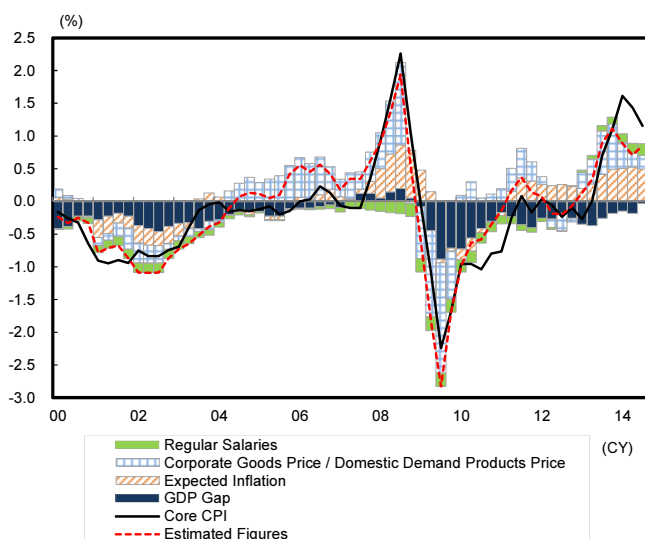 (%)
2.5
2.0
1.5
1.0
0.5
0.0
-0.5
-1.0
-1.5
-2.0
-2.5
-3.0
00 02 04 06 08 10 12 14
(CY)
Regular Salaries
Corporate Goods Price / Domestic Demand Products Price
Expected Inflation
GDP Gap
Core CPI
Estimated Figures